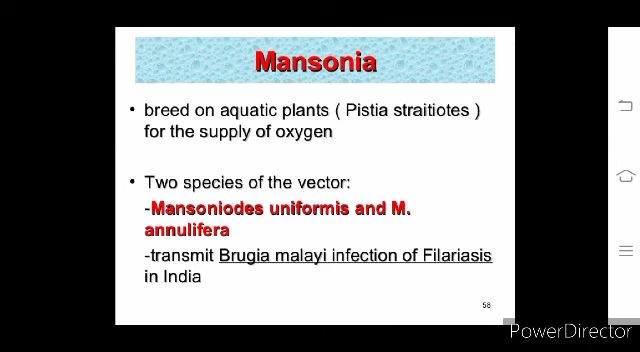 Mansonia
• breed on aquatic plants ( Pistia straitiotes )
for the supply of oxygen
• Two species of the vector:
-Mansoniodes uniformis and M.
annulifera
-transmit Brugia malayi infection of Filariasis
in India
58
PowerDirector